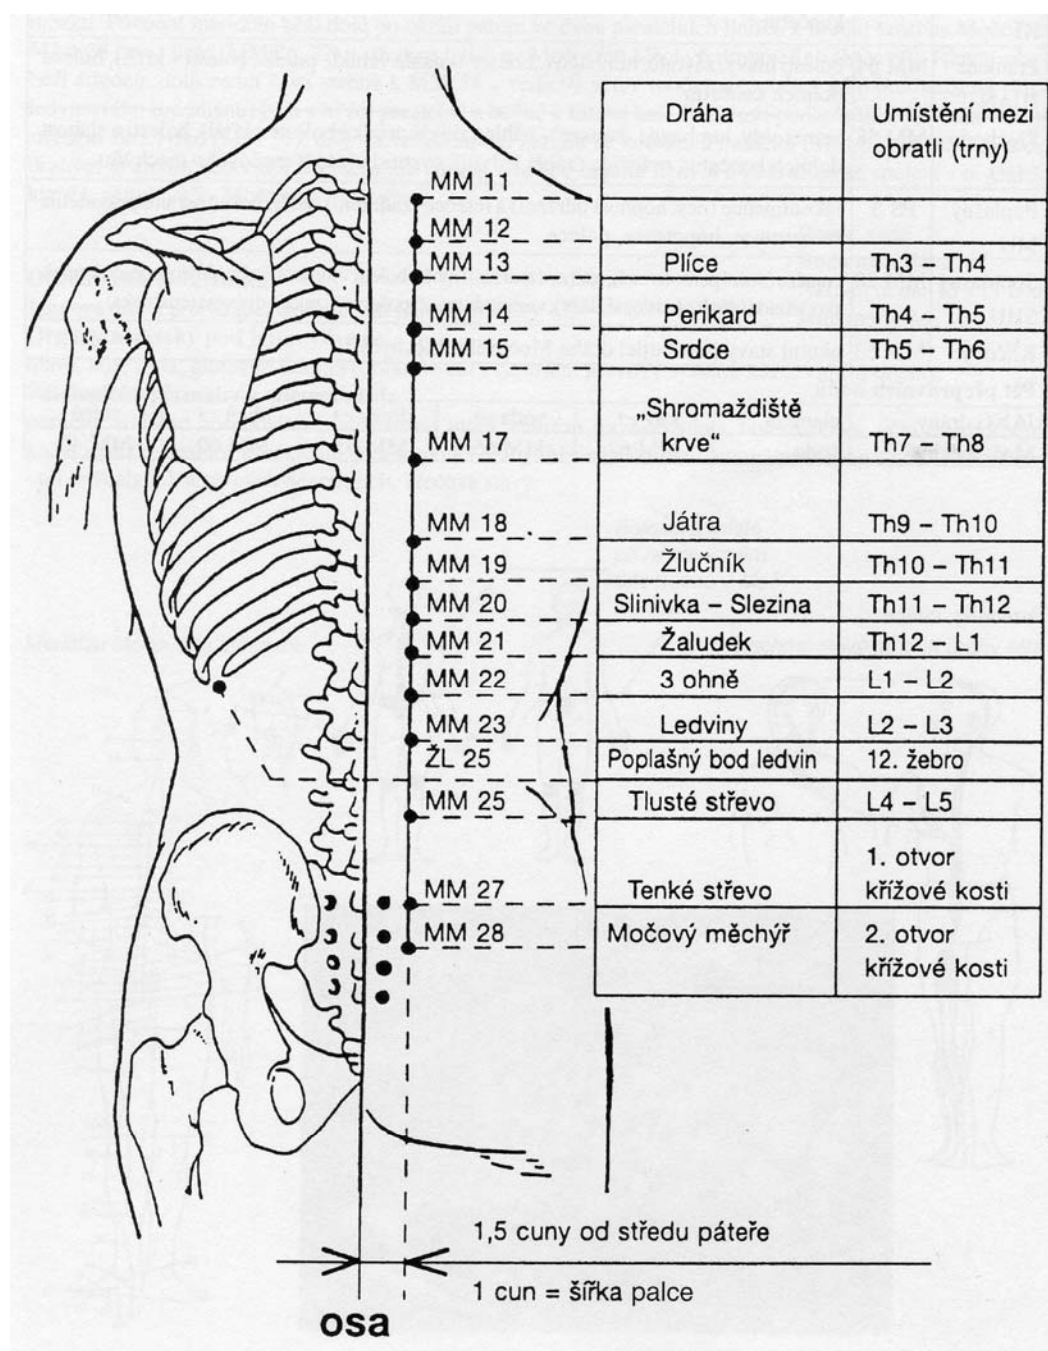 Dráha
Umístění mezi
obratli (trny)
MM 11
MM 12
MM 13 Plíce Th3 – Th4
MM 14 Perikard Th4 – Th5
MM 15 Srdce Th5 – Th6
„Shromaždiště
MM 17 krve“ Th7 – Th8
MM 18 Játra Th9 – Th10
MM 19 Žlučník Th10 – Th11
MM 20 Slinivka – Slezina Th11 – Th12
MM 21 Žaludek Th12 – L1
MM 22 3 ohně L1 – L2
MM 23 Ledviny L2 – L3
ŽL 25 Poplašný bod ledvin 12. žebro
MM 25 Tlusté střevo L4 – L5
1. otvor
MM 27 Tenké střevo křížové kosti
MM 28 Močový měchýř 2. otvor
křížové kosti
1,5 cuny od středu páteře
1 cun = šířka palce
osa